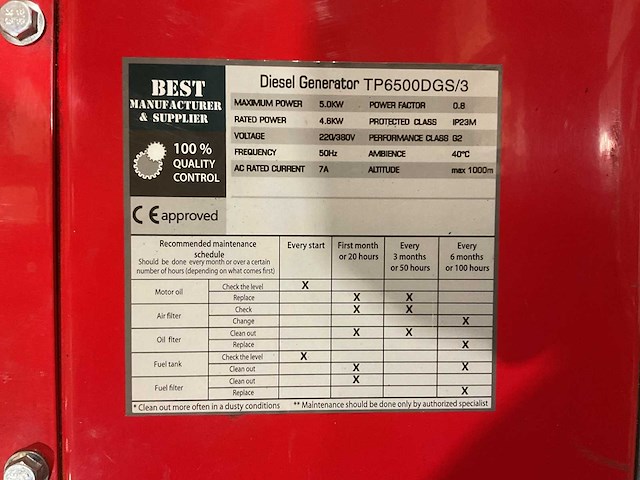 BEST
MANUFACTURER
& SUPPLIER
100 %
QUALITY
CONTROL
CE approved
Diesel Generator TP6500DGS/3
MAXIMUM POWER 5.0KW POWER FACTOR 0.8
RATED POWER 4.6KW PROTECTED CLASS IP23M
VOLTAGE 220/380V PERFORMANCE CLASS G2
FREQUENCY 50Hz AMBIENCE 40°C
AC RATED CURRENT 7A ALTITUDE max 1000m
Recommended maintenance
schedule
Should be done every month or over a certain
number of hours (depending on what comes first)
Every start
First month
or 20 hours
Every
3 months
or 50 hours
Every
6 months
or 100 hours
Motor oil Check the level X
Replace X X
Air filter Check X X
Change X
Oil filter Clean out X X
Replace X
Fuel tank Check the level X
Clean out X X
Fuel filter Clean out X
Replace X
* Clean out more often in a dusty conditions ** Maintenance should be done only by authorized specialist